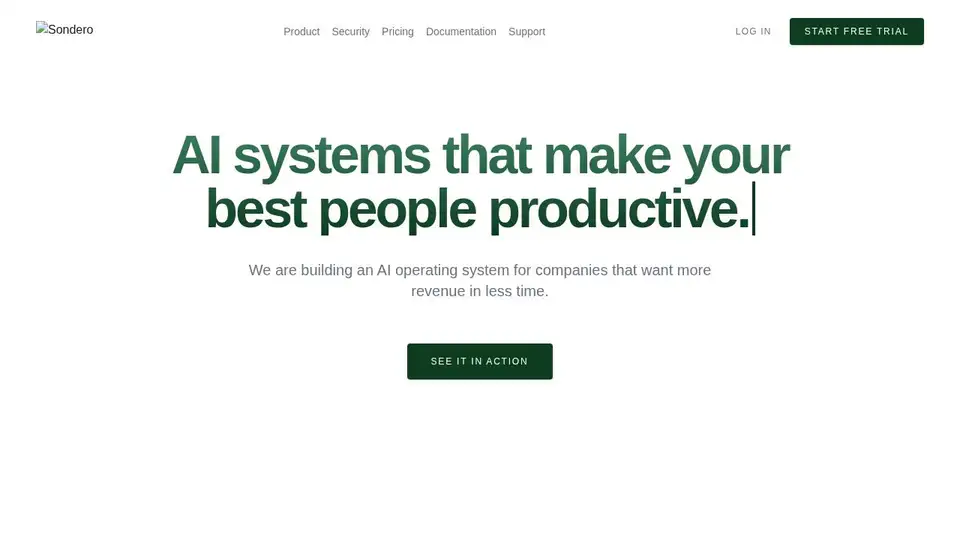 Sondero
Product Security Pricing Documentation Support
LOG IN
START FREE TRIAL
AI systems that make your
best people productive.
We are building an AI operating system for companies that want more
revenue in less time.
SEE IT IN ACTION